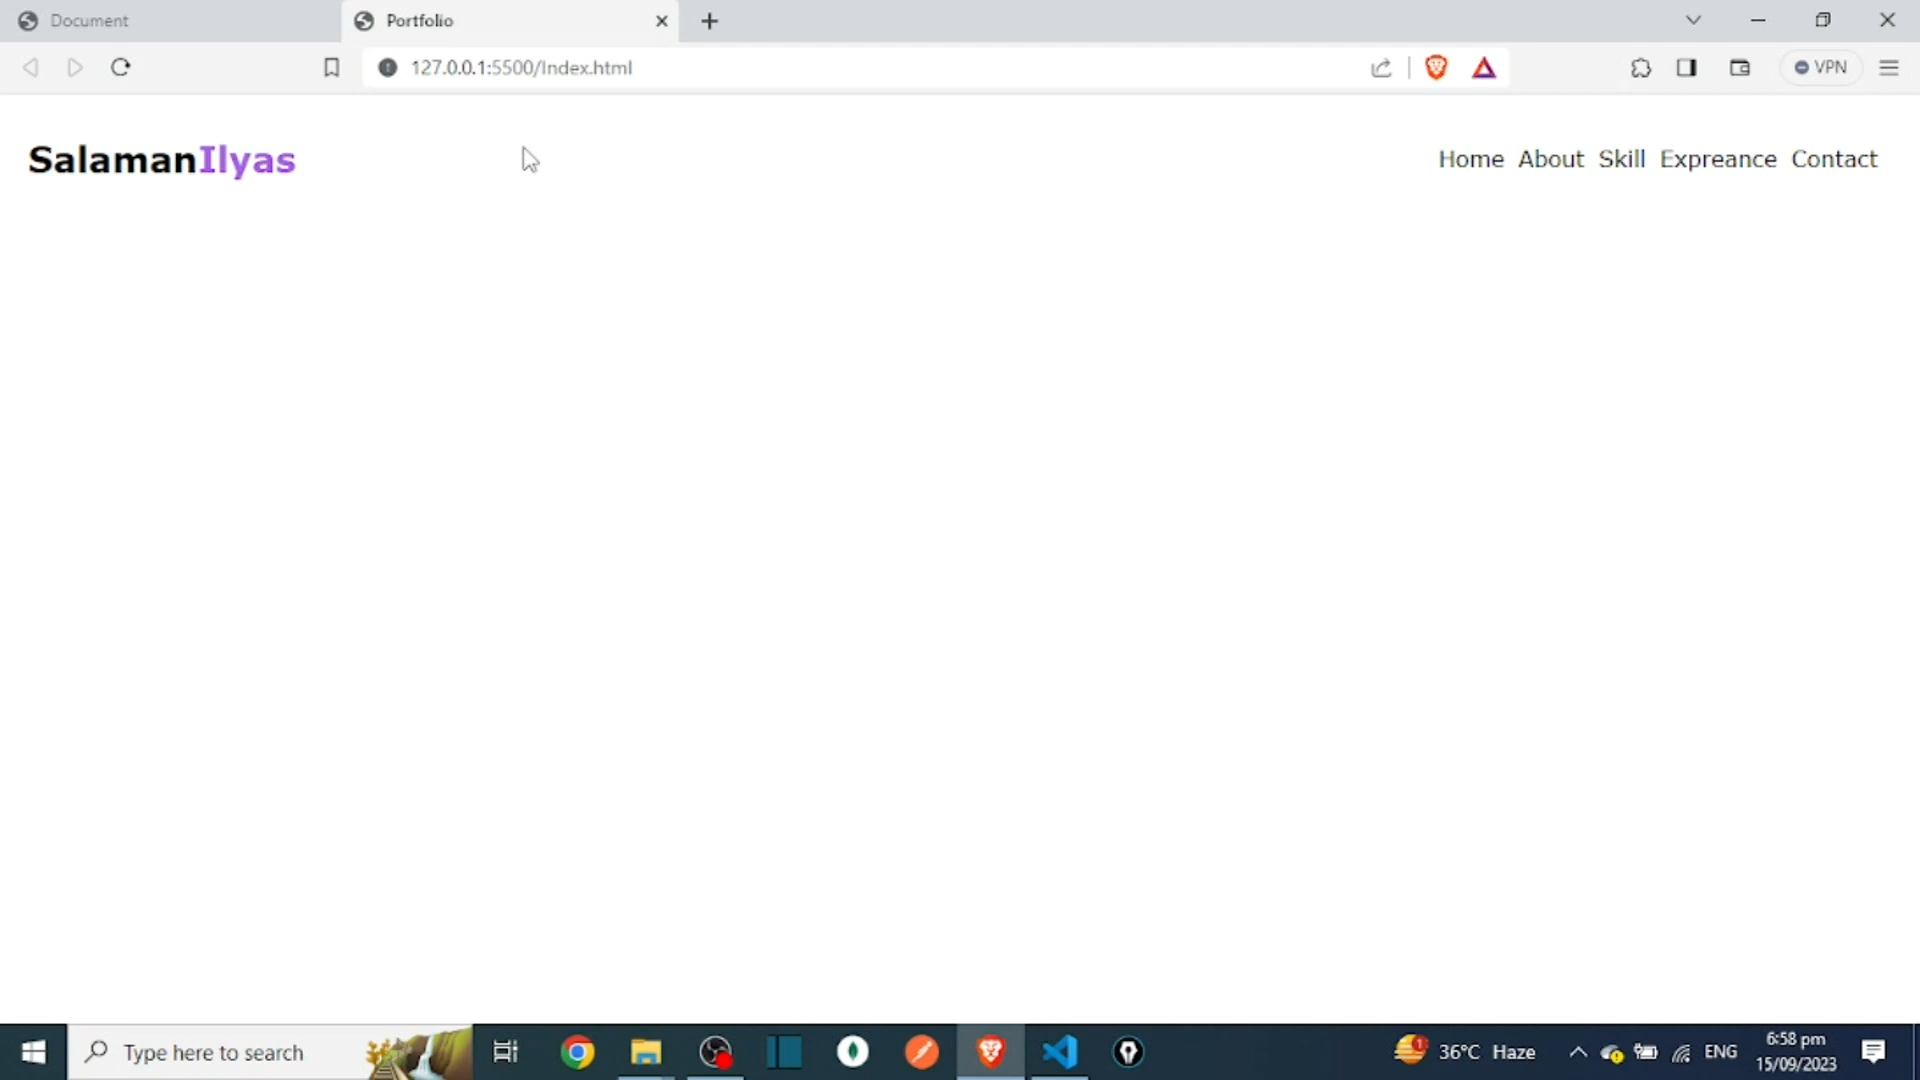 Document
Portfolio
127.0.0.1:5500/Index.html
VPN
SalamanIlyas
Home About Skill Expreance Contact
Type here to search
1
36°C Haze
ENG
6:58 pm
15/09/2023